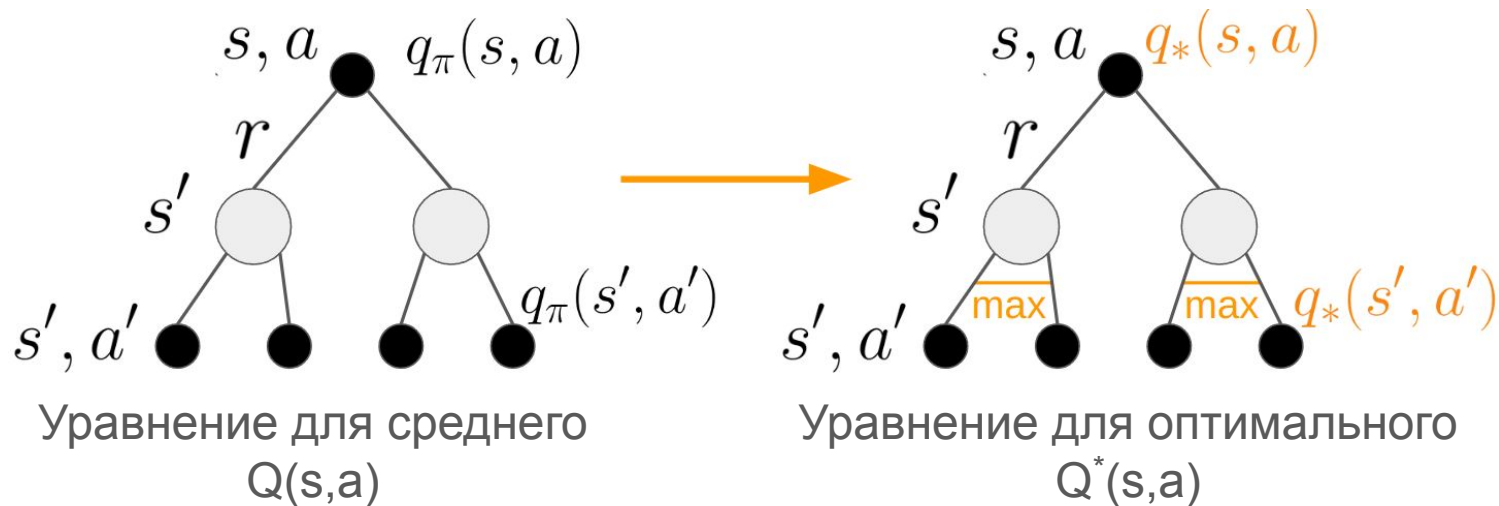 s, a q_π(s, a)
r
s′
q_π(s′, a′)
s′, a′
Уравнение для среднего
Q(s,a)
s, a q_*(s, a)
r
s′
max max q_*(s′, a′)
s′, a′
Уравнение для оптимального
Q^*(s,a)